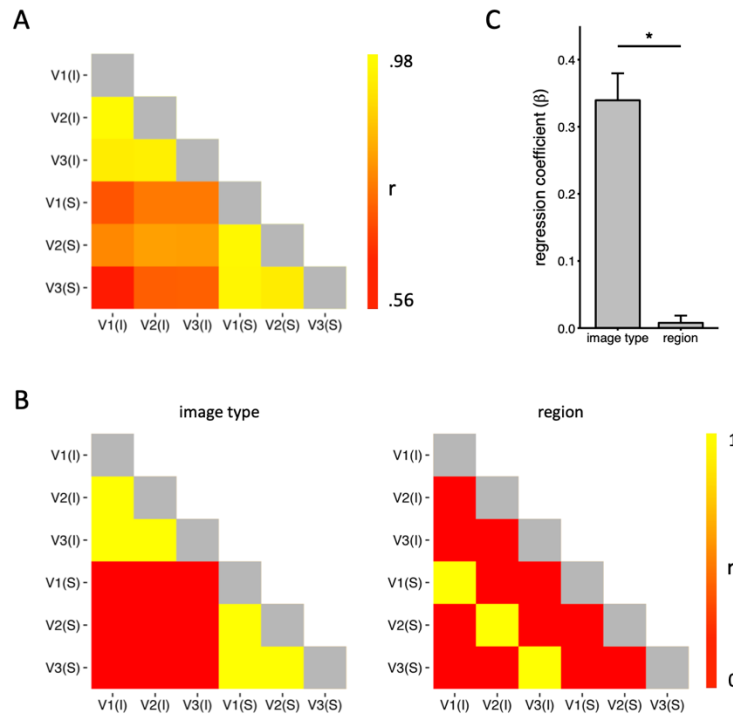 A
V1(I)
V2(I)
V3(I)
V1(S)
V2(S)
V3(S)
V1(I) V2(I) V3(I) V1(S) V2(S) V3(S)
.98
r
.56
C
*
regression coefficient (β)
0.4
0.3
0.2
0.1
0.0
image type region
B
image type
V1(I)
V2(I)
V3(I)
V1(S)
V2(S)
V3(S)
V1(I) V2(I) V3(I) V1(S) V2(S) V3(S)
region
V1(I)
V2(I)
V3(I)
V1(S)
V2(S)
V3(S)
V1(I) V2(I) V3(I) V1(S) V2(S) V3(S)
1
r
0